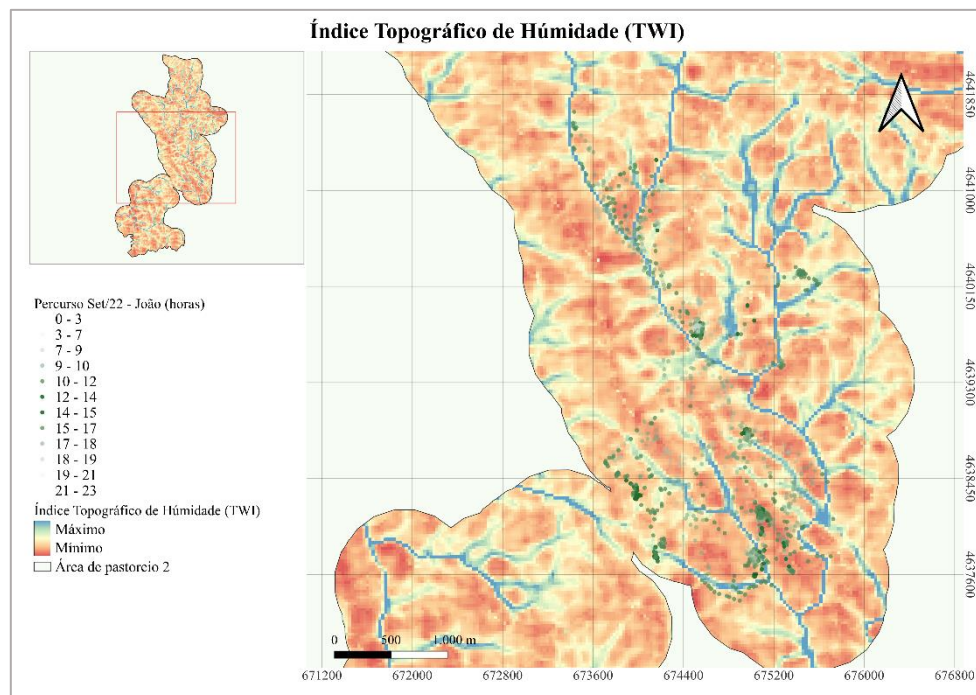 Índice Topográfico de Húmidade (TWI)
Percurso Set/22 - João (horas)
0 - 3
3 - 7
7 - 9
9 - 10
10 - 12
12 - 14
14 - 15
15 - 17
17 - 18
18 - 19
19 - 21
21 - 23
Índice Topográfico de Húmidade (TWI)
Máximo
Mínimo
Área de pastorcio 2
4641850
4641000
4640150
4639300
4638450
4637600
0 500 1.000 m
671200 672000 672800 673600 674400 675200 676000 676800